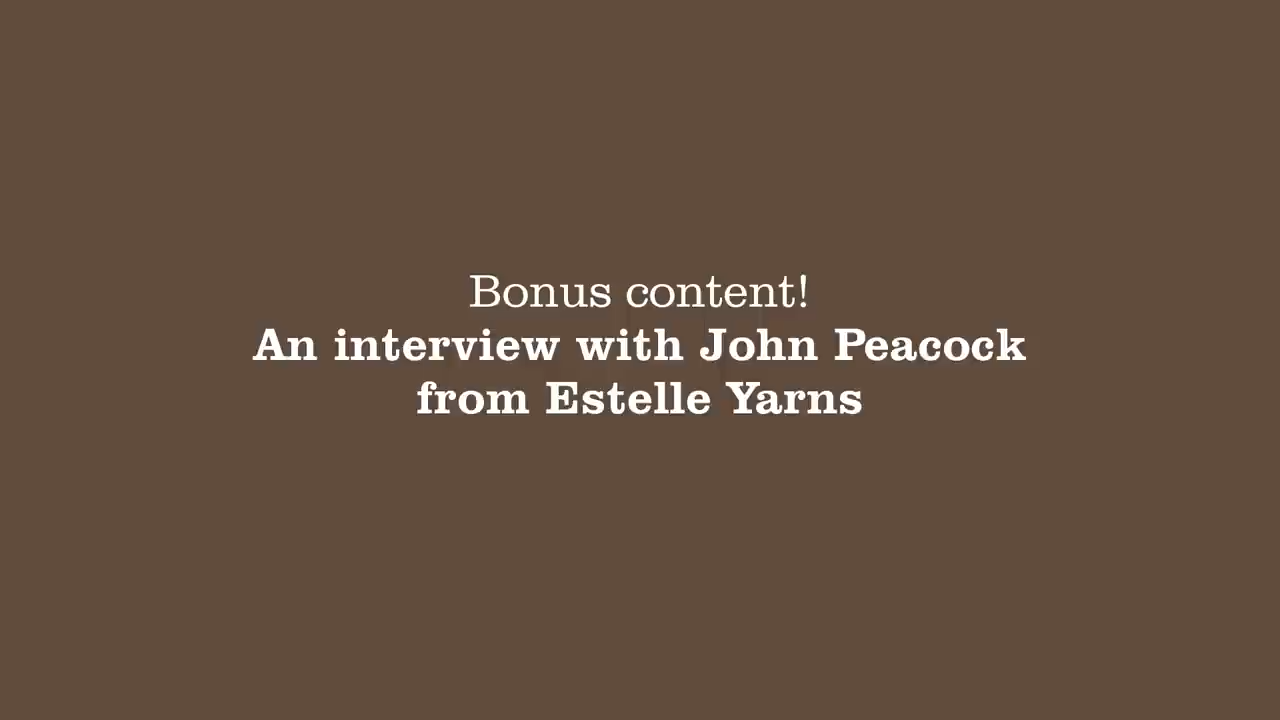 Bonus content!
An interview with John Peacock
from Estelle Yarns